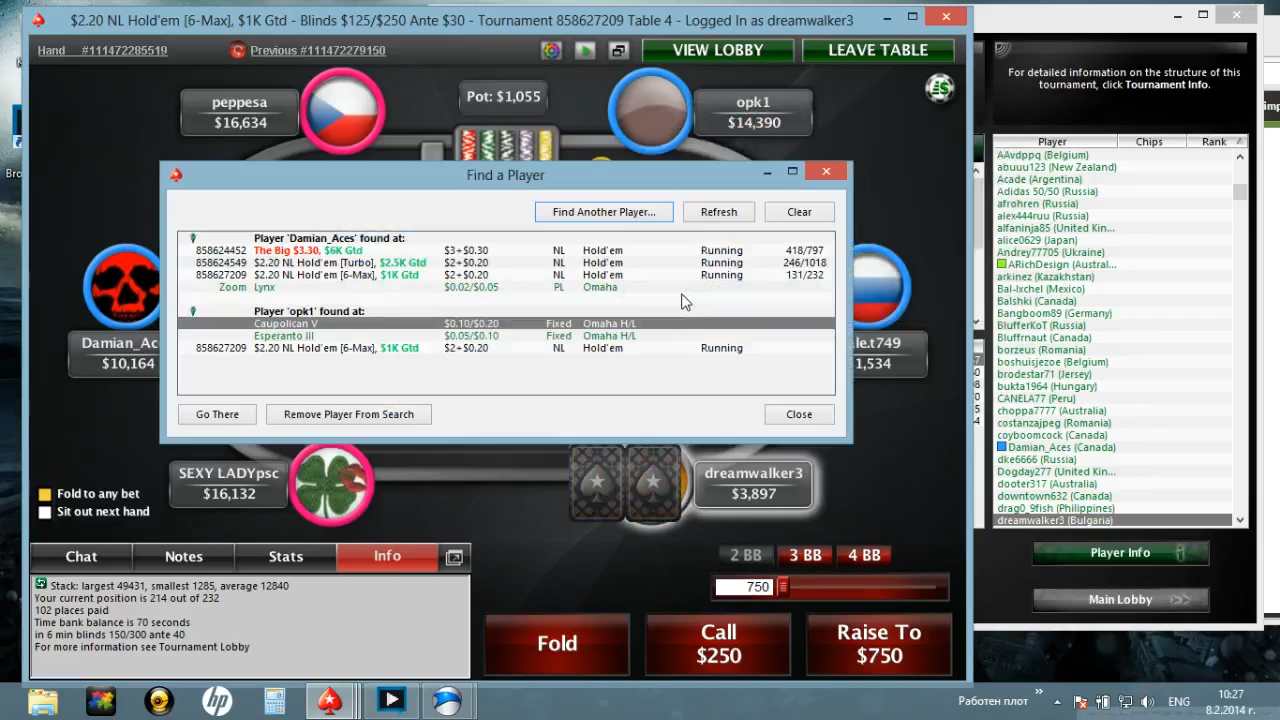 $2.20 NL Hold'em [6-Max], $1K Gtd - Blinds $125/$250 Ante $30 - Tournament 858627209 Table 4 - Logged In as dreamwalker3
Hand #111472285519
Previous #111472279150
VIEW LOBBY
LEAVE TABLE
peppesa
$16,634
Pot: $1,055
opk1
$14,390
Find a Player
Find Another Player...
Refresh
Clear
Player 'Damian_Aces' found at:
858624452 The Big $3.30, $6K Gtd $3+$0.30 NL Hold'em Running 418/797
858624549 $2.20 NL Hold'em [Turbo], $2.5K Gtd $2+$0.20 NL Hold'em Running 246/1018
858627209 $2.20 NL Hold'em [6-Max], $1K Gtd $2+$0.20 NL Hold'em Running 131/232
Zoom Lynx $0.02/$0.05 PL Omaha
Player 'opk1' found at:
Caupolican V $0.10/$0.20 Fixed Omaha H/L
Esperanto III $0.05/$0.10 Fixed Omaha H/L
858627209 $2.20 NL Hold'em [6-Max], $1K Gtd $2+$0.20 NL Hold'em Running
Go There
Remove Player From Search
Close
Damian_Ac
$10,164
le.t749
1,534
SEXY LADYpsc
$16,132
dreamwalker3
$3,897
Fold to any bet
Sit out next hand
Chat
Notes
Stats
Info
Stack: largest 49431, smallest 1285, average 12840
Your current position is 214 out of 232
102 places paid
Time bank balance is 70 seconds
in 6 min blinds 150/300 ante 40
For more information see Tournament Lobby
2 BB
3 BB
4 BB
750
Fold
Call
$250
Raise To
$750
For detailed information on the structure of this
tournament, click Tournament Info.
Player Chips Rank
AAvdppq (Belgium)
abuuu123 (New Zealand)
Acade (Argentina)
Adidas 50/50 (Russia)
afrohren (Russia)
alex444ruu (Russia)
alfaninja85 (United Kin...
alice0629 (Japan)
Andrey77705 (Ukraine)
ARichDesign (Austral...
arkinez (Kazakhstan)
Bal-Ixchel (Mexico)
Balshki (Canada)
Bangboom89 (Germany)
BlufferKoT (Russia)
Bluffrnaut (Canada)
borzeus (Romania)
boshuisjezoe (Belgium)
brodestar71 (Jersey)
bukta1964 (Hungary)
CANELA77 (Peru)
choppa7777 (Australia)
costanzajpeg (Romania)
coyboomcock (Canada)
Damian_Aces (Canada)
dke6666 (Russia)
Dogday277 (United Kin...
dooter317 (Australia)
downtown632 (Canada)
drag0_9fish (Philippines)
dreamwalker3 (Bulgaria)
Player Info
Main Lobby
Работен плот
ENG
10:27
8.2.2014 г.